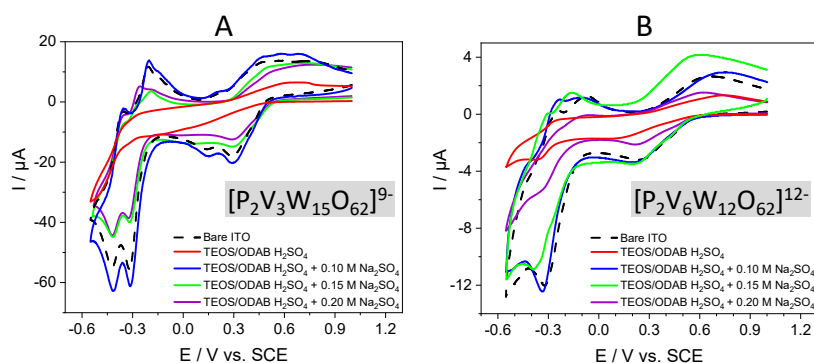 A
I / µA
20
0
-20
-40
-60
[P₂V₃W₁₅O₆₂]⁹⁻
Bare ITO
TEOS/ODAB H₂SO₄
TEOS/ODAB H₂SO₄ + 0.10 M Na₂SO₄
TEOS/ODAB H₂SO₄ + 0.15 M Na₂SO₄
TEOS/ODAB H₂SO₄ + 0.20 M Na₂SO₄
-0.6 -0.3 0.0 0.3 0.6 0.9 1.2
E / V vs. SCE
B
I / µA
4
0
-4
-8
-12
[P₂V₆W₁₂O₆₂]¹²⁻
Bare ITO
TEOS/ODAB H₂SO₄
TEOS/ODAB H₂SO₄ + 0.10 M Na₂SO₄
TEOS/ODAB H₂SO₄ + 0.15 M Na₂SO₄
TEOS/ODAB H₂SO₄ + 0.20 M Na₂SO₄
-0.6 -0.3 0.0 0.3 0.6 0.9 1.2
E / V vs. SCE